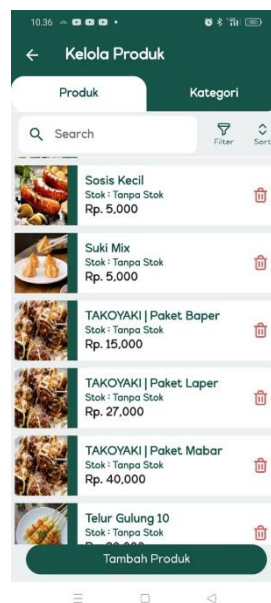 10.36
Kelola Produk
Produk Kategori
Search
Filter Sort
Sosis Kecil
Stok : Tanpa Stok
Rp. 5,000
Suki Mix
Stok : Tanpa Stok
Rp. 5,000
TAKOYAKI | Paket Baper
Stok : Tanpa Stok
Rp. 15,000
TAKOYAKI | Paket Laper
Stok : Tanpa Stok
Rp. 27,000
TAKOYAKI | Paket Mabar
Stok : Tanpa Stok
Rp. 40,000
Telur Gulung 10
Stok : Tanpa Stok
Tambah Produk